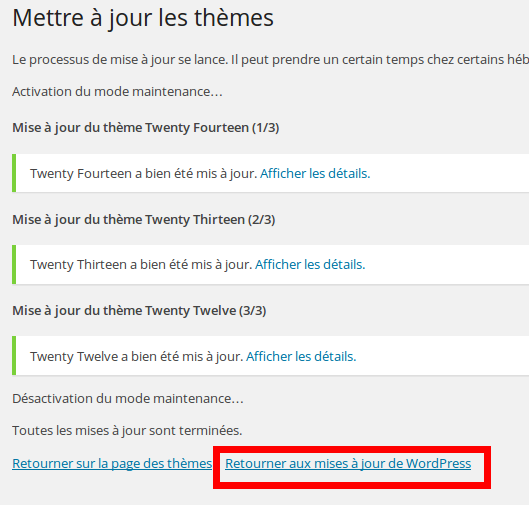 Mettre à jour les thèmes
Le processus de mise à jour se lance. Il peut prendre un certain temps chez certains héb
Activation du mode maintenance…
Mise à jour du thème Twenty Fourteen (1/3)
Twenty Fourteen a bien été mis à jour. Afficher les détails.
Mise à jour du thème Twenty Thirteen (2/3)
Twenty Thirteen a bien été mis à jour. Afficher les détails.
Mise à jour du thème Twenty Twelve (3/3)
Twenty Twelve a bien été mis à jour. Afficher les détails.
Désactivation du mode maintenance…
Toutes les mises à jour sont terminées.
Retourner sur la page des thèmes Retourner aux mises à jour de WordPress